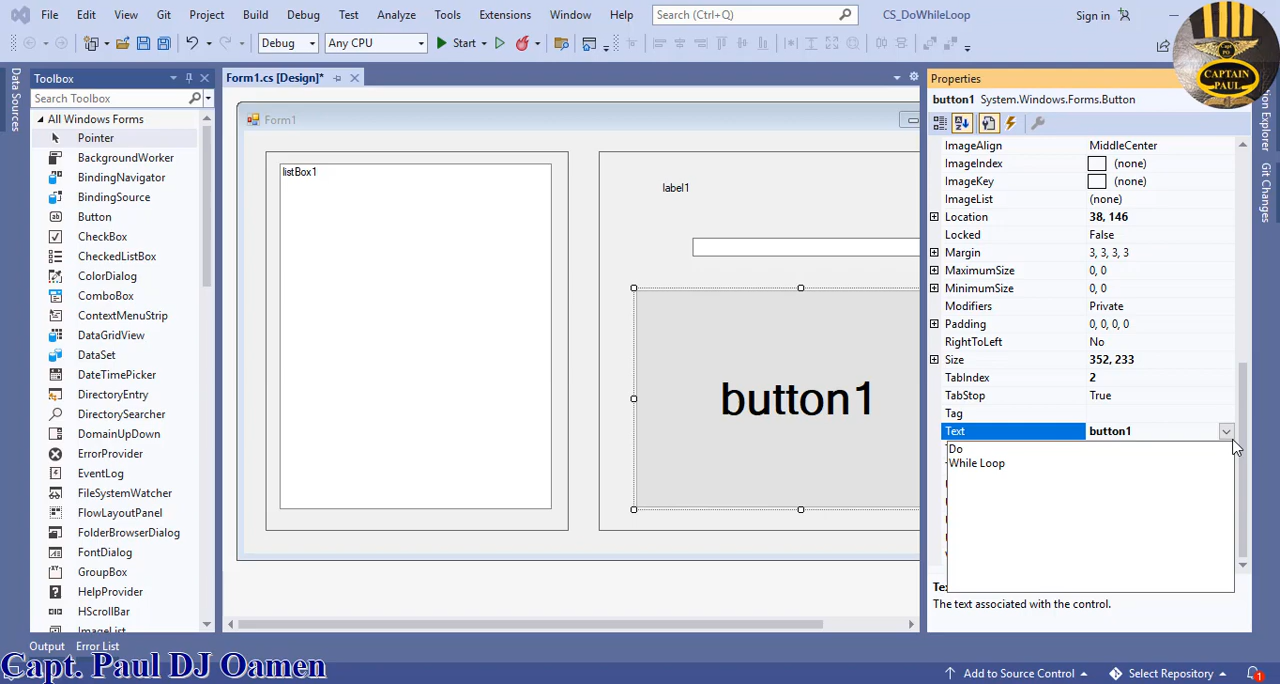 File Edit View Git Project Build Debug Test Analyze Tools Extensions Window Help Search (Ctrl+Q) CS_DoWhileLoop Sign in
Debug Any CPU Start
CAPTAIN
PAUL
Data Sources
Toolbox
Search Toolbox
All Windows Forms
Pointer
BackgroundWorker
BindingNavigator
BindingSource
Button
CheckBox
CheckedListBox
ColorDialog
ComboBox
ContextMenuStrip
DataGridView
DataSet
DateTimePicker
DirectoryEntry
DirectorySearcher
DomainUpDown
ErrorProvider
EventLog
FileSystemWatcher
FlowLayoutPanel
FolderBrowserDialog
FontDialog
GroupBox
HelpProvider
HScrollBar
ImageList
Form1.cs [Design]*
Form1
listBox1
label1
button1
Properties
button1 System.Windows.Forms.Button
ImageAlign MiddleCenter
ImageIndex (none)
ImageKey (none)
ImageList (none)
Location 38, 146
Locked False
Margin 3, 3, 3, 3
MaximumSize 0, 0
MinimumSize 0, 0
Modifiers Private
Padding 0, 0, 0, 0
RightToLeft No
Size 352, 233
TabIndex 2
TabStop True
Tag
Text button1
Do
While Loop
The text associated with the control.
Git Changes
Output Error List
Capt. Paul DJ Oamen
Add to Source Control Select Repository 1